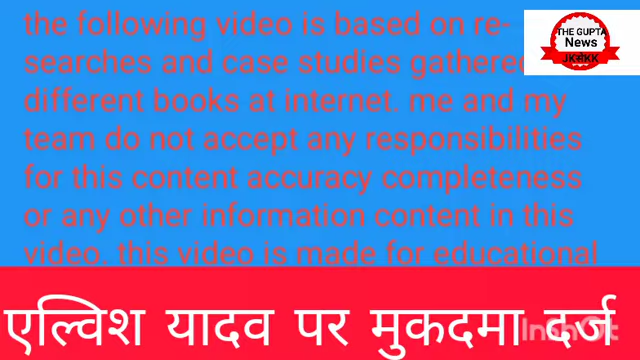 the following video is based on re-
searches and case studies gathered
different books at internet. me and my
team do not accept any responsibilities
for this content accuracy completeness
or any other information content in this
video. this video is made for educational
THE GUPTA
News
JKमेKK
एल्विश यादव पर मुकदमा दर्ज
InShOt